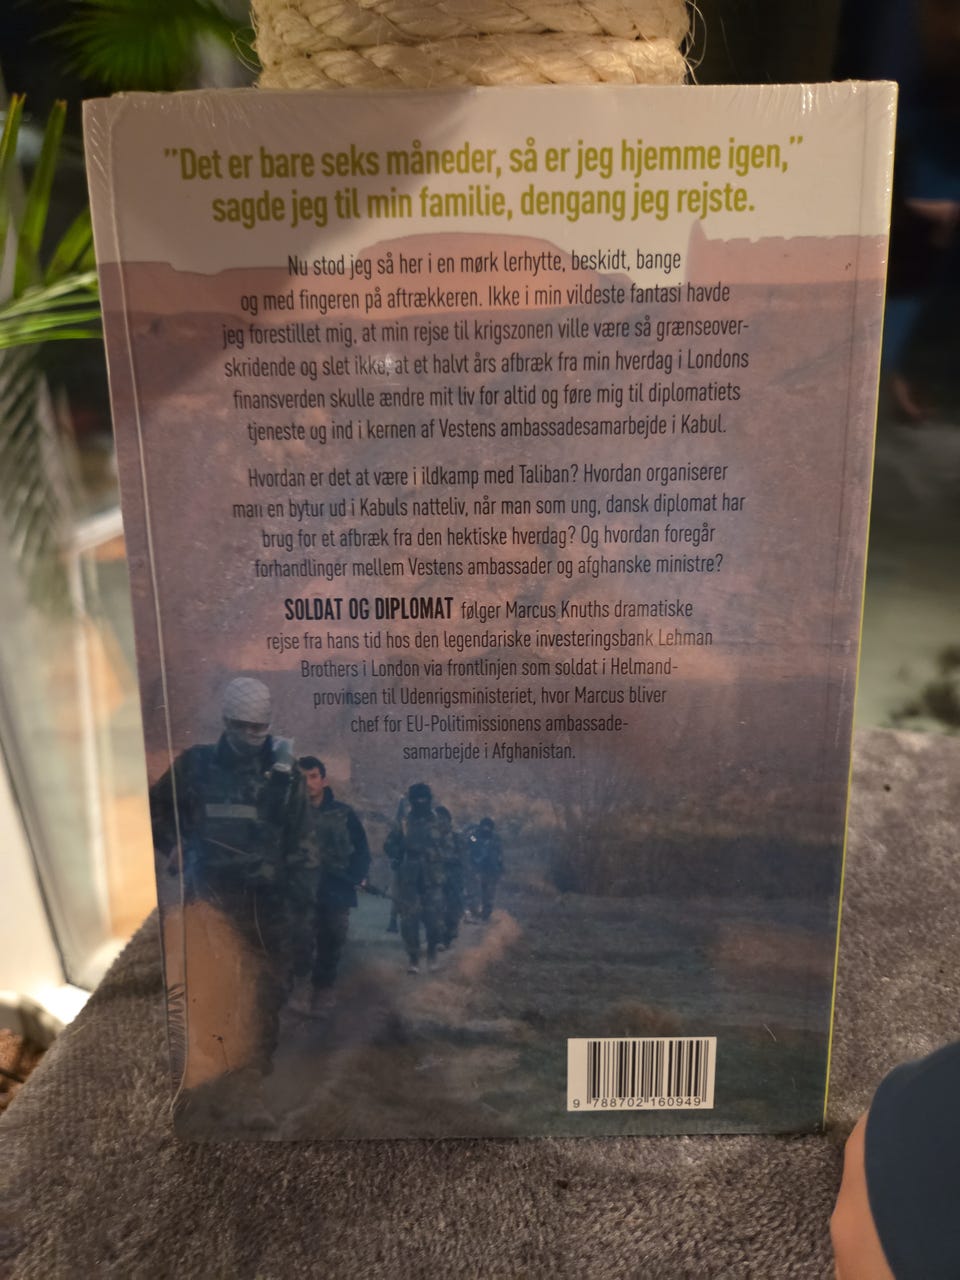 ”Det er bare seks måneder, så er jeg hjemme igen,”
sagde jeg til min familie, dengang jeg rejste.
Nu stod jeg så her i en mørk lerhytte, beskidt, bange
og med fingeren på aftrækkeren. Ikke i min vildeste fantasi havde
jeg forestillet mig, at min rejse til krigszonen ville være så grænseover-
skridende og slet ikke, at et halvt års afbræk fra min hverdag i Londons
finansverden skulle ændre mit liv for altid og føre mig til diplomatiets
tjeneste og ind i kernen af Vestens ambassadesamarbejde i Kabul.
Hvordan er det at være i ildkamp med Taliban? Hvordan organiserer
man en bytur ud i Kabuls natteliv, når man som ung, dansk diplomat har
brug for et afbræk fra den hektiske hverdag? Og hvordan foregår
forhandlinger mellem Vestens ambassader og afghanske ministre?
SOLDAT OG DIPLOMAT følger Marcus Knuths dramatiske
rejse fra hans tid hos den legendariske investeringsbank Lehman
Brothers i London via frontlinjen som soldat i Helmand-
provinsen til Udenrigsministeriet, hvor Marcus bliver
chef for EU-Politimissionens ambassade-
samarbejde i Afghanistan.
9 788702 160949